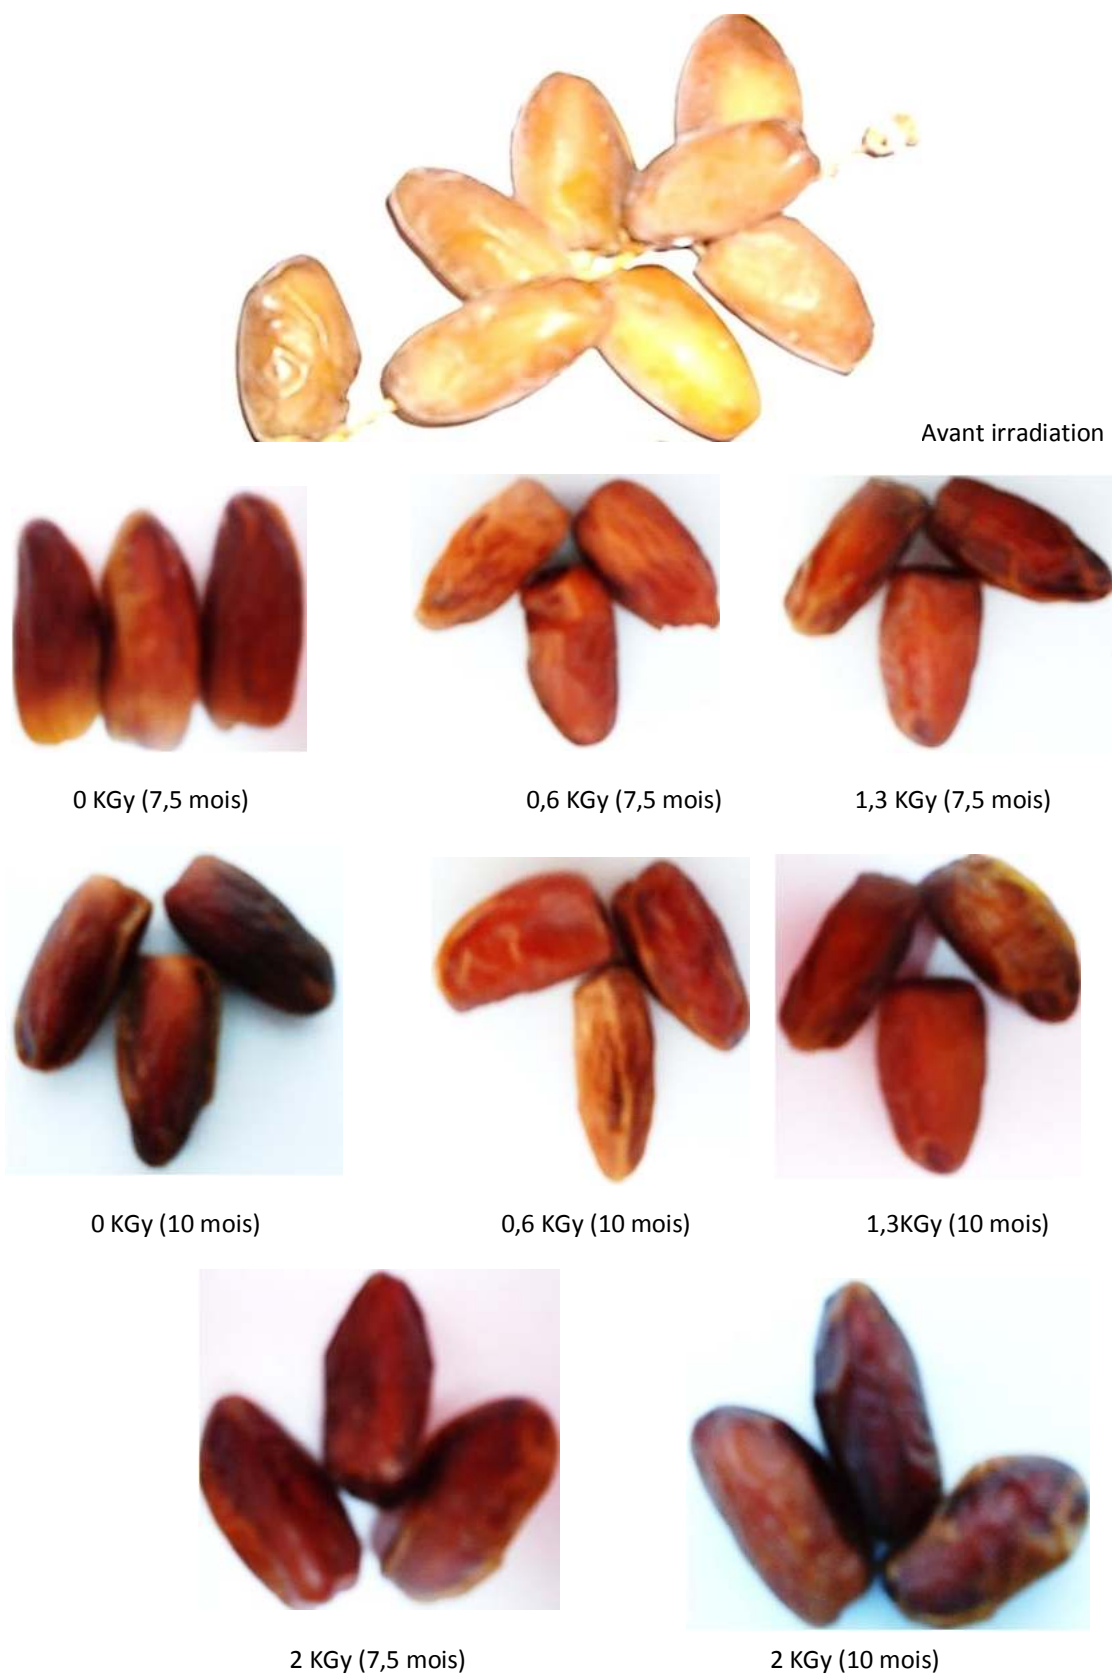 Avant irradiation
0 KGy (7,5 mois)
0,6 KGy (7,5 mois)
1,3 KGy (7,5 mois)
0 KGy (10 mois)
0,6 KGy (10 mois)
1,3KGy (10 mois)
2 KGy (7,5 mois)
2 KGy (10 mois)